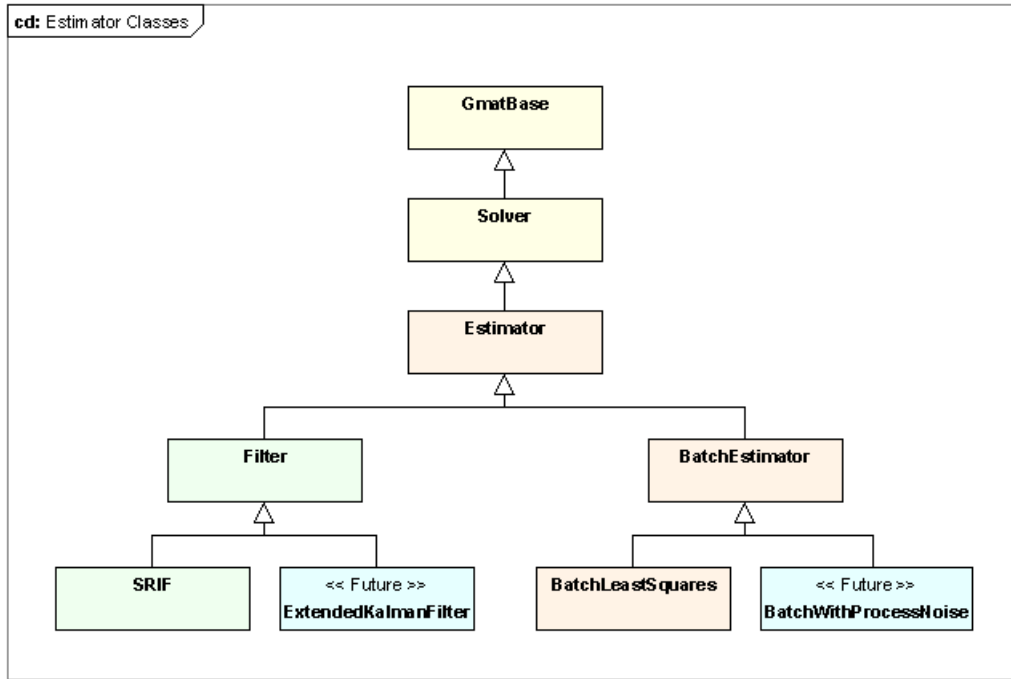 cd: Estimator Classes
GmatBase
Solver
Estimator
Filter
BatchEstimator
SRIF
<< Future >>
ExtendedKalmanFilter
BatchLeastSquares
<< Future >>
BatchWithProcessNoise